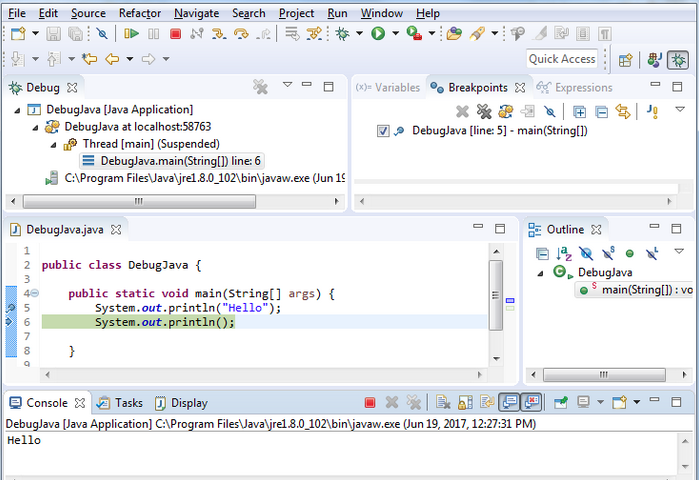 File Edit Source Refactor Navigate Search Project Run Window Help
Quick Access
Debug
DebugJava [Java Application]
DebugJava at localhost:58763
Thread [main] (Suspended)
DebugJava.main(String[]) line: 6
C:\Program Files\Java\jre1.8.0_102\bin\javaw.exe (Jun 19
(x)= Variables Breakpoints Expressions
DebugJava [line: 5] - main(String[])
DebugJava.java
1
2 public class DebugJava {
3
4 public static void main(String[] args) {
5 System.out.println("Hello");
6 System.out.println();
7
8 }
9
Outline
DebugJava
main(String[]) : vo
Console Tasks Display
DebugJava [Java Application] C:\Program Files\Java\jre1.8.0_102\bin\javaw.exe (Jun 19, 2017, 12:27:31 PM)
Hello